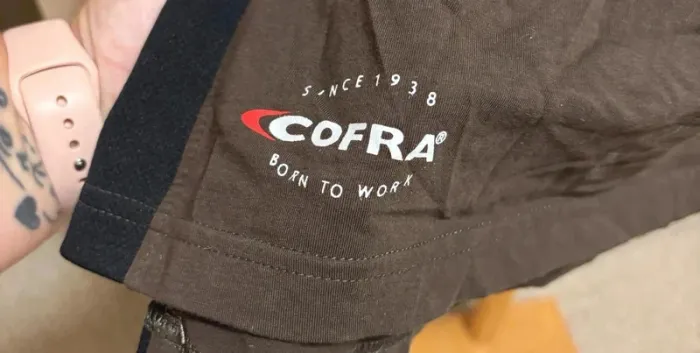 SINCE 1938
COFRA®
BORN TO WORK